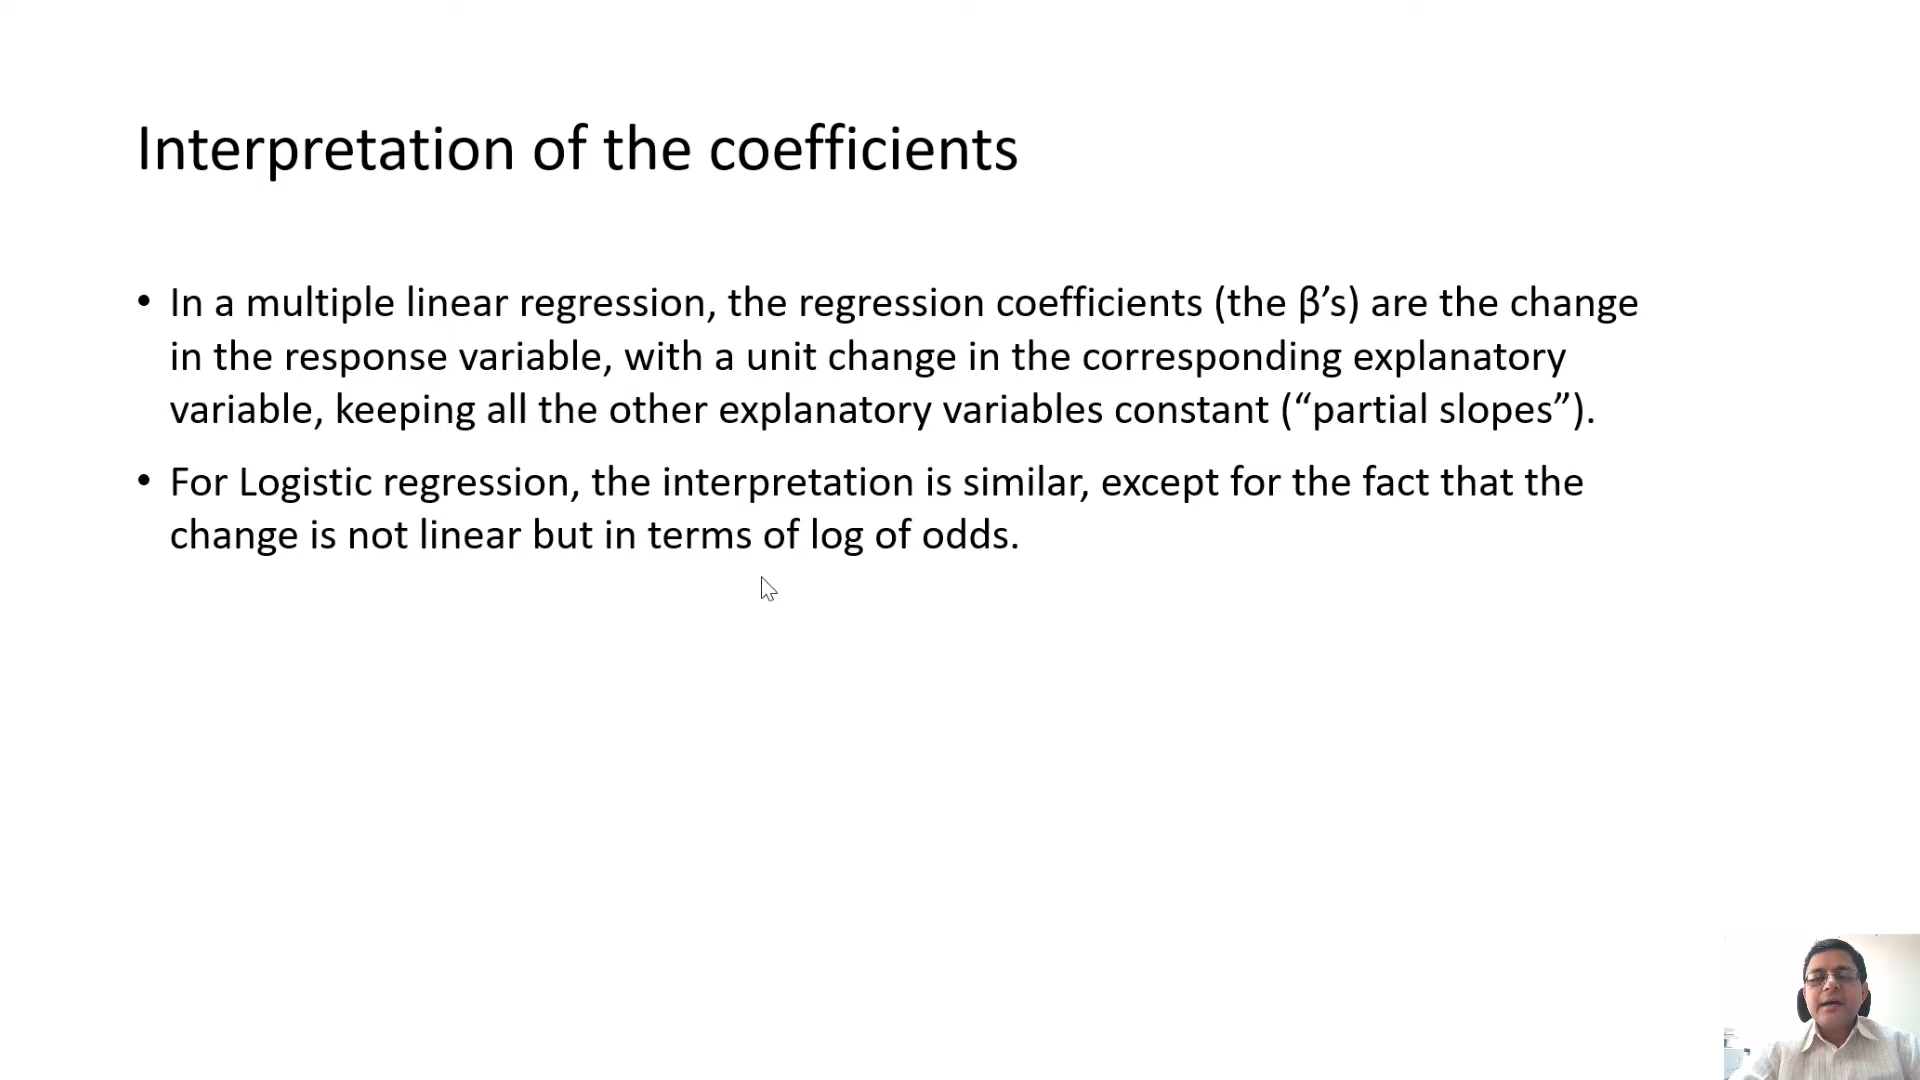 Interpretation of the coefficients
• In a multiple linear regression, the regression coefficients (the β’s) are the change
in the response variable, with a unit change in the corresponding explanatory
variable, keeping all the other explanatory variables constant (“partial slopes”).
• For Logistic regression, the interpretation is similar, except for the fact that the
change is not linear but in terms of log of odds.